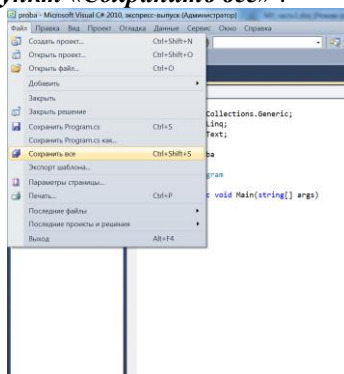 пункт «Сохранить все» .
proba - Microsoft Visual C# 2010, экспресс-выпуск (Администратор)
Файл Правка Вид Проект Отладка Данные Сервис Окно Справка
Создать проект... Ctrl+Shift+N
Открыть проект... Ctrl+Shift+O
Открыть файл... Ctrl+O
Добавить
Закрыть
Collections.Generic;
Закрыть решение
Linq;
Сохранить Program.cs Ctrl+S
Text;
Сохранить Program.cs как...
Сохранить все Ctrl+Shift+S
ba
Экспорт шаблона...
gram
Параметры страницы...
Печать... Ctrl+P
c void Main(string[] args)
Последние файлы
Последние проекты и решения
Выход Alt+F4